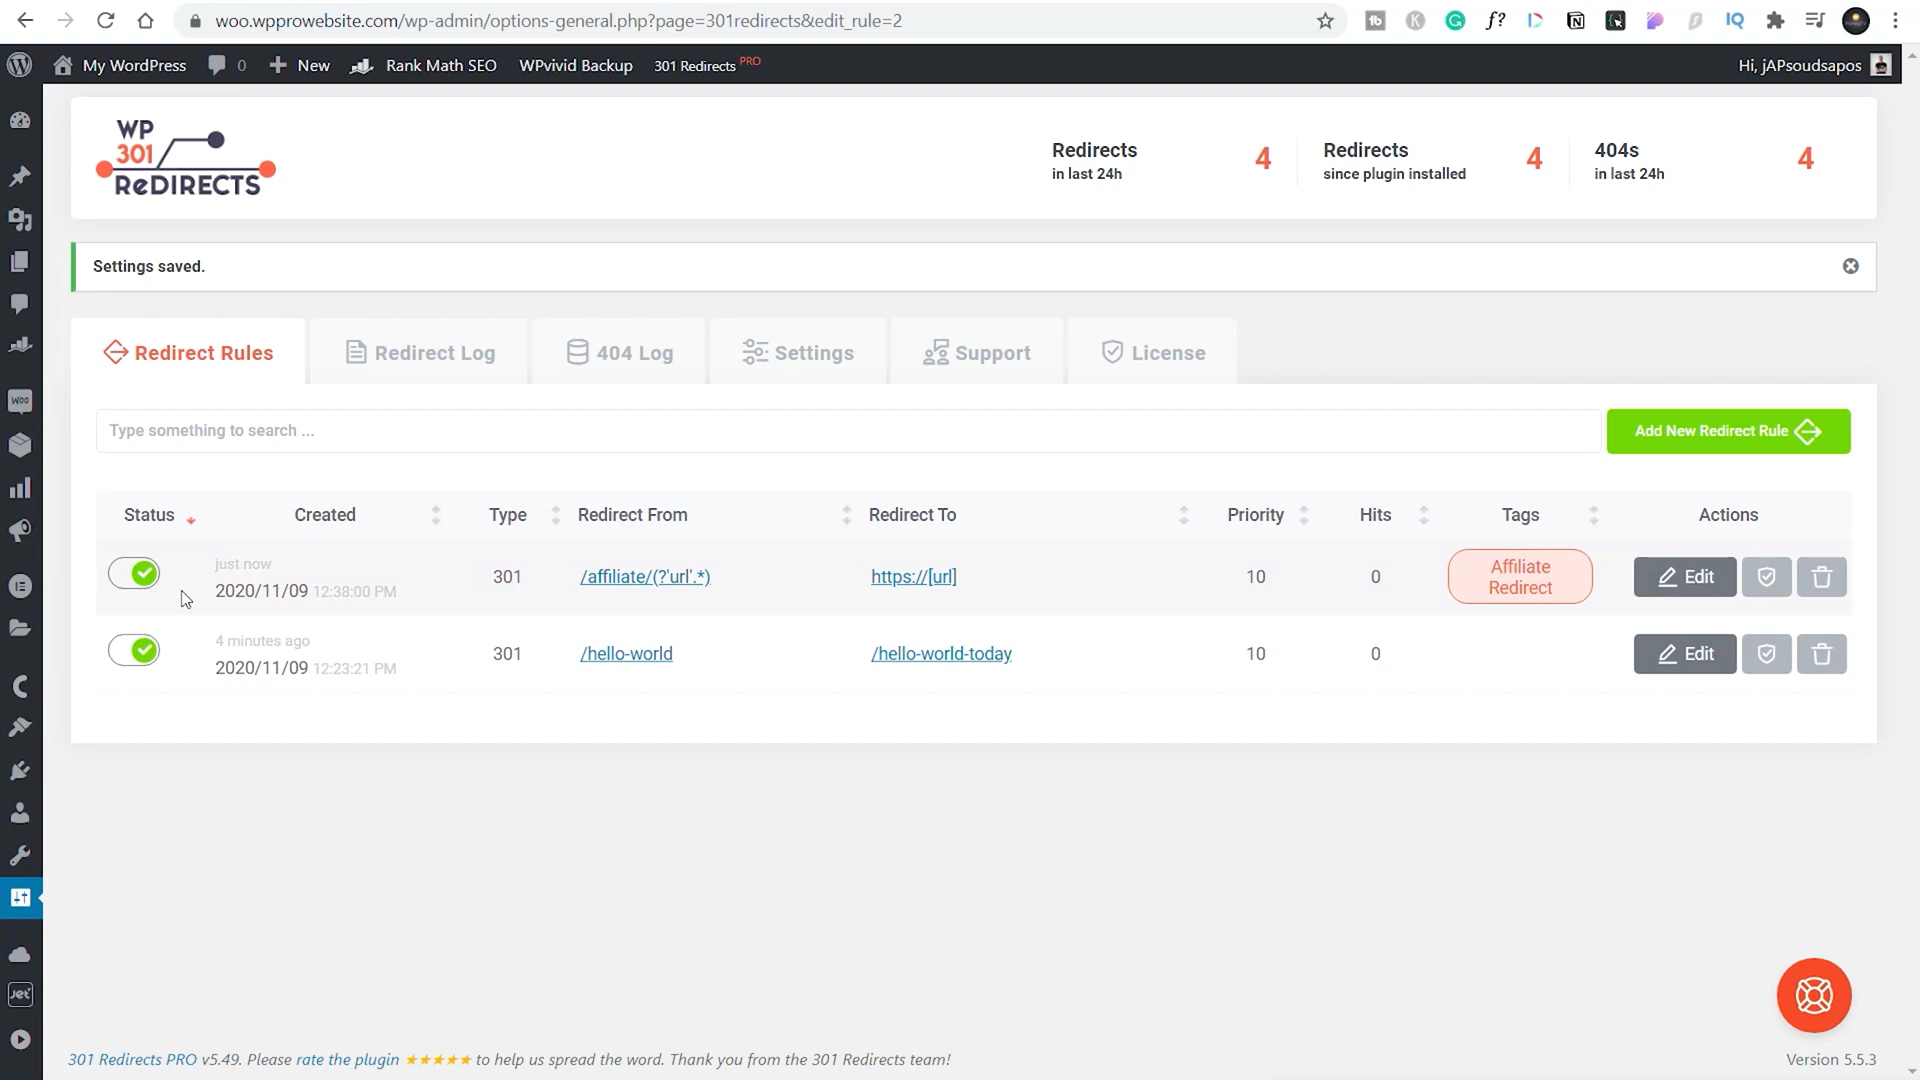 woo.wpprowebsite.com/wp-admin/options-general.php?page=301redirects&edit_rule=2
My WordPress 0 New Rank Math SEO WPvivid Backup 301 Redirects PRO Hi, jAPsoudsapos
WP
301
ReDIRECTS
Redirects
in last 24h
4
Redirects
since plugin installed
4
404s
in last 24h
4
Settings saved.
Redirect Rules Redirect Log 404 Log Settings Support License
Type something to search ...
Add New Redirect Rule
Status Created Type Redirect From Redirect To Priority Hits Tags Actions
just now
2020/11/09 12:38:00 PM
301 /affiliate/(?'url'.*) https://[url] 10 0
Affiliate
Redirect
Edit
4 minutes ago
2020/11/09 12:23:21 PM
301 /hello-world /hello-world-today 10 0
Edit
301 Redirects PRO v5.49. Please rate the plugin ★★★★★ to help us spread the word. Thank you from the 301 Redirects team!
Version 5.5.3